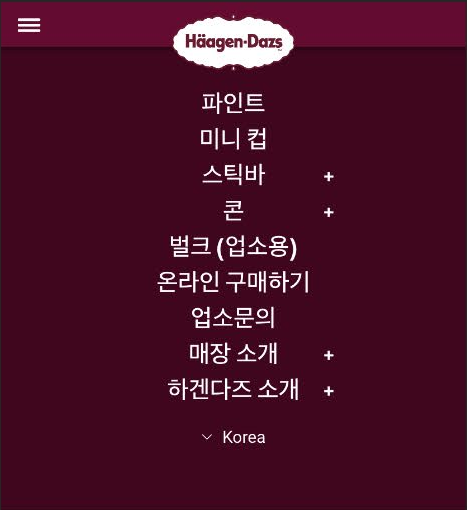 Häagen-Dazs
파인트
미니 컵
스틱바 +
콘 +
벌크 (업소용)
온라인 구매하기
업소문의
매장 소개 +
하겐다즈 소개 +
Korea